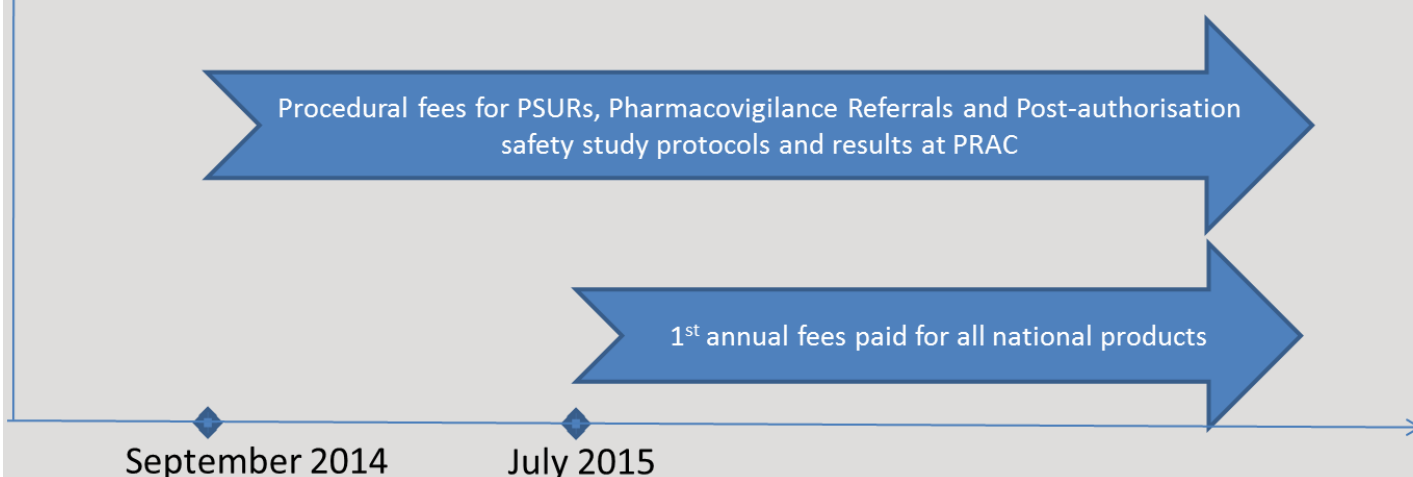 Procedural fees for PSURs, Pharmacovigilance Referrals and Post-authorisation
safety study protocols and results at PRAC
1st annual fees paid for all national products
September 2014
July 2015